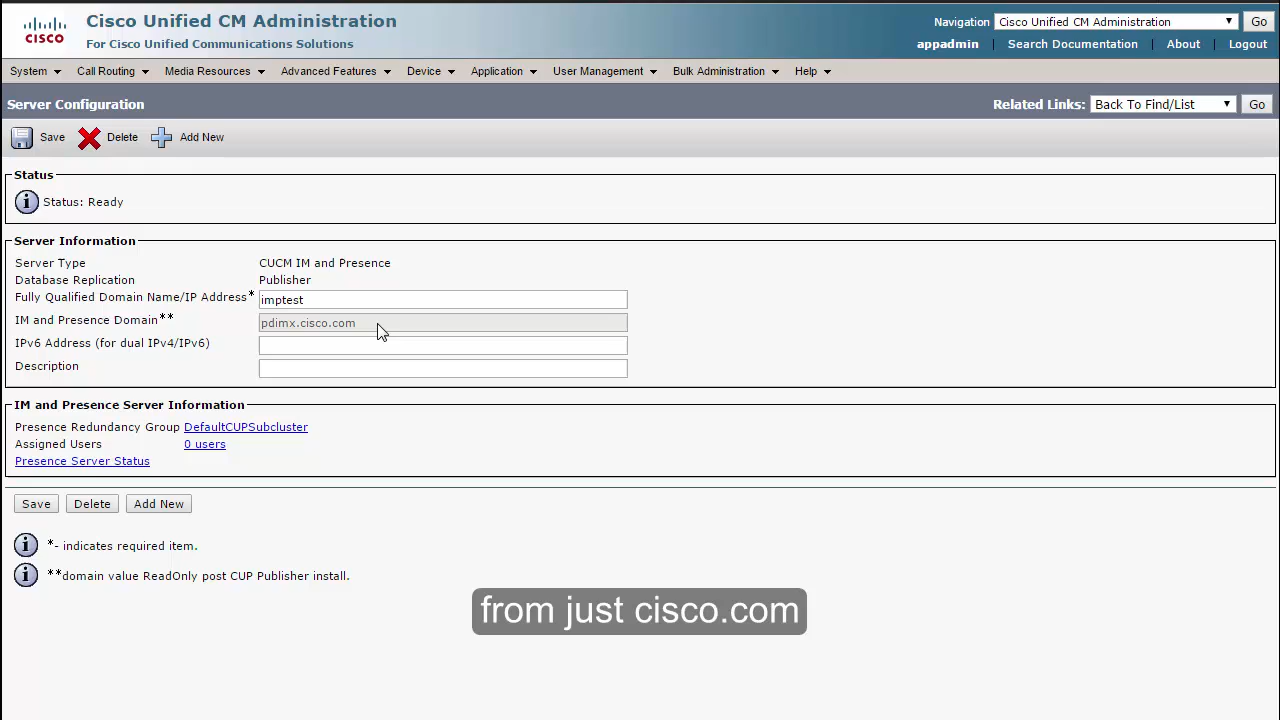 CISCO
Cisco Unified CM Administration
For Cisco Unified Communications Solutions
Navigation Cisco Unified CM Administration Go
appadmin | Search Documentation | About | Logout
System Call Routing Media Resources Advanced Features Device Application User Management Bulk Administration Help
Server Configuration
Related Links: Back To Find/List Go
Save Delete Add New
Status
Status: Ready
Server Information
Server Type CUCM IM and Presence
Database Replication Publisher
Fully Qualified Domain Name/IP Address* imptest
IM and Presence Domain** pdimx.cisco.com
IPv6 Address (for dual IPv4/IPv6)
Description
IM and Presence Server Information
Presence Redundancy Group DefaultCUPSubcluster
Assigned Users 0 users
Presence Server Status
Save Delete Add New
*- indicates required item.
**domain value ReadOnly post CUP Publisher install.
from just cisco.com